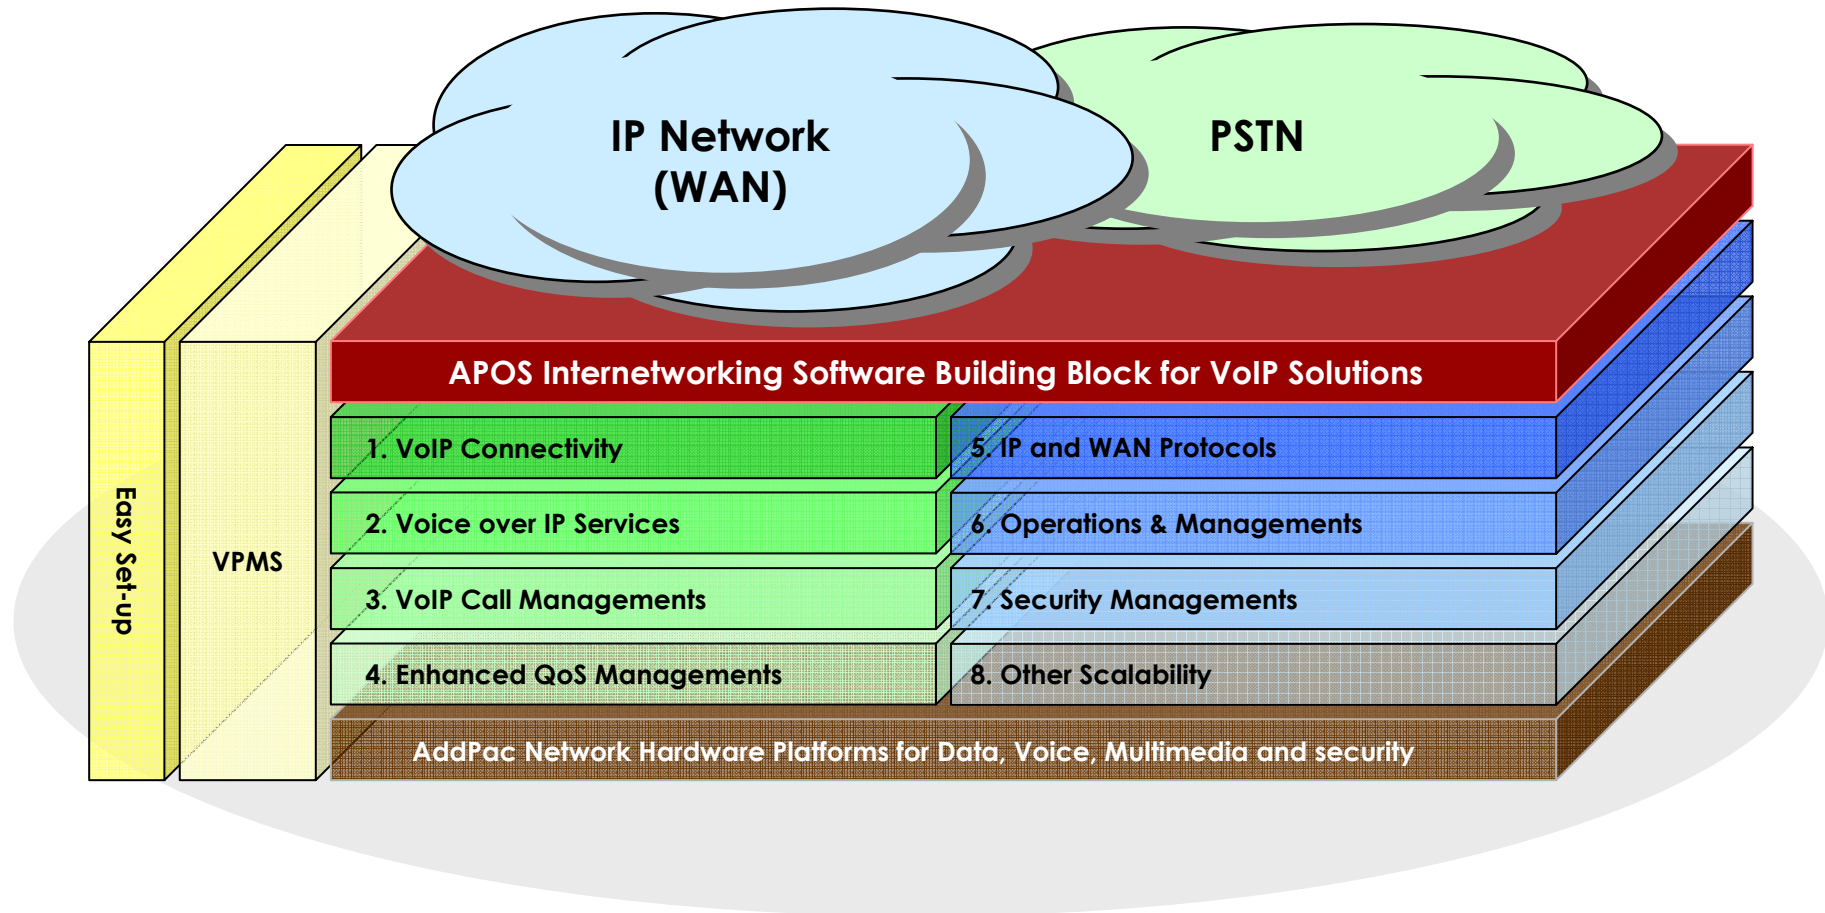 IP Network
(WAN)
PSTN
APOS Internetworking Software Building Block for VoIP Solutions
1. VoIP Connectivity
5. IP and WAN Protocols
2. Voice over IP Services
6. Operations & Managements
3. VoIP Call Managements
7. Security Managements
4. Enhanced QoS Managements
8. Other Scalability
AddPac Network Hardware Platforms for Data, Voice, Multimedia and security
Easy Set-up
VPMS